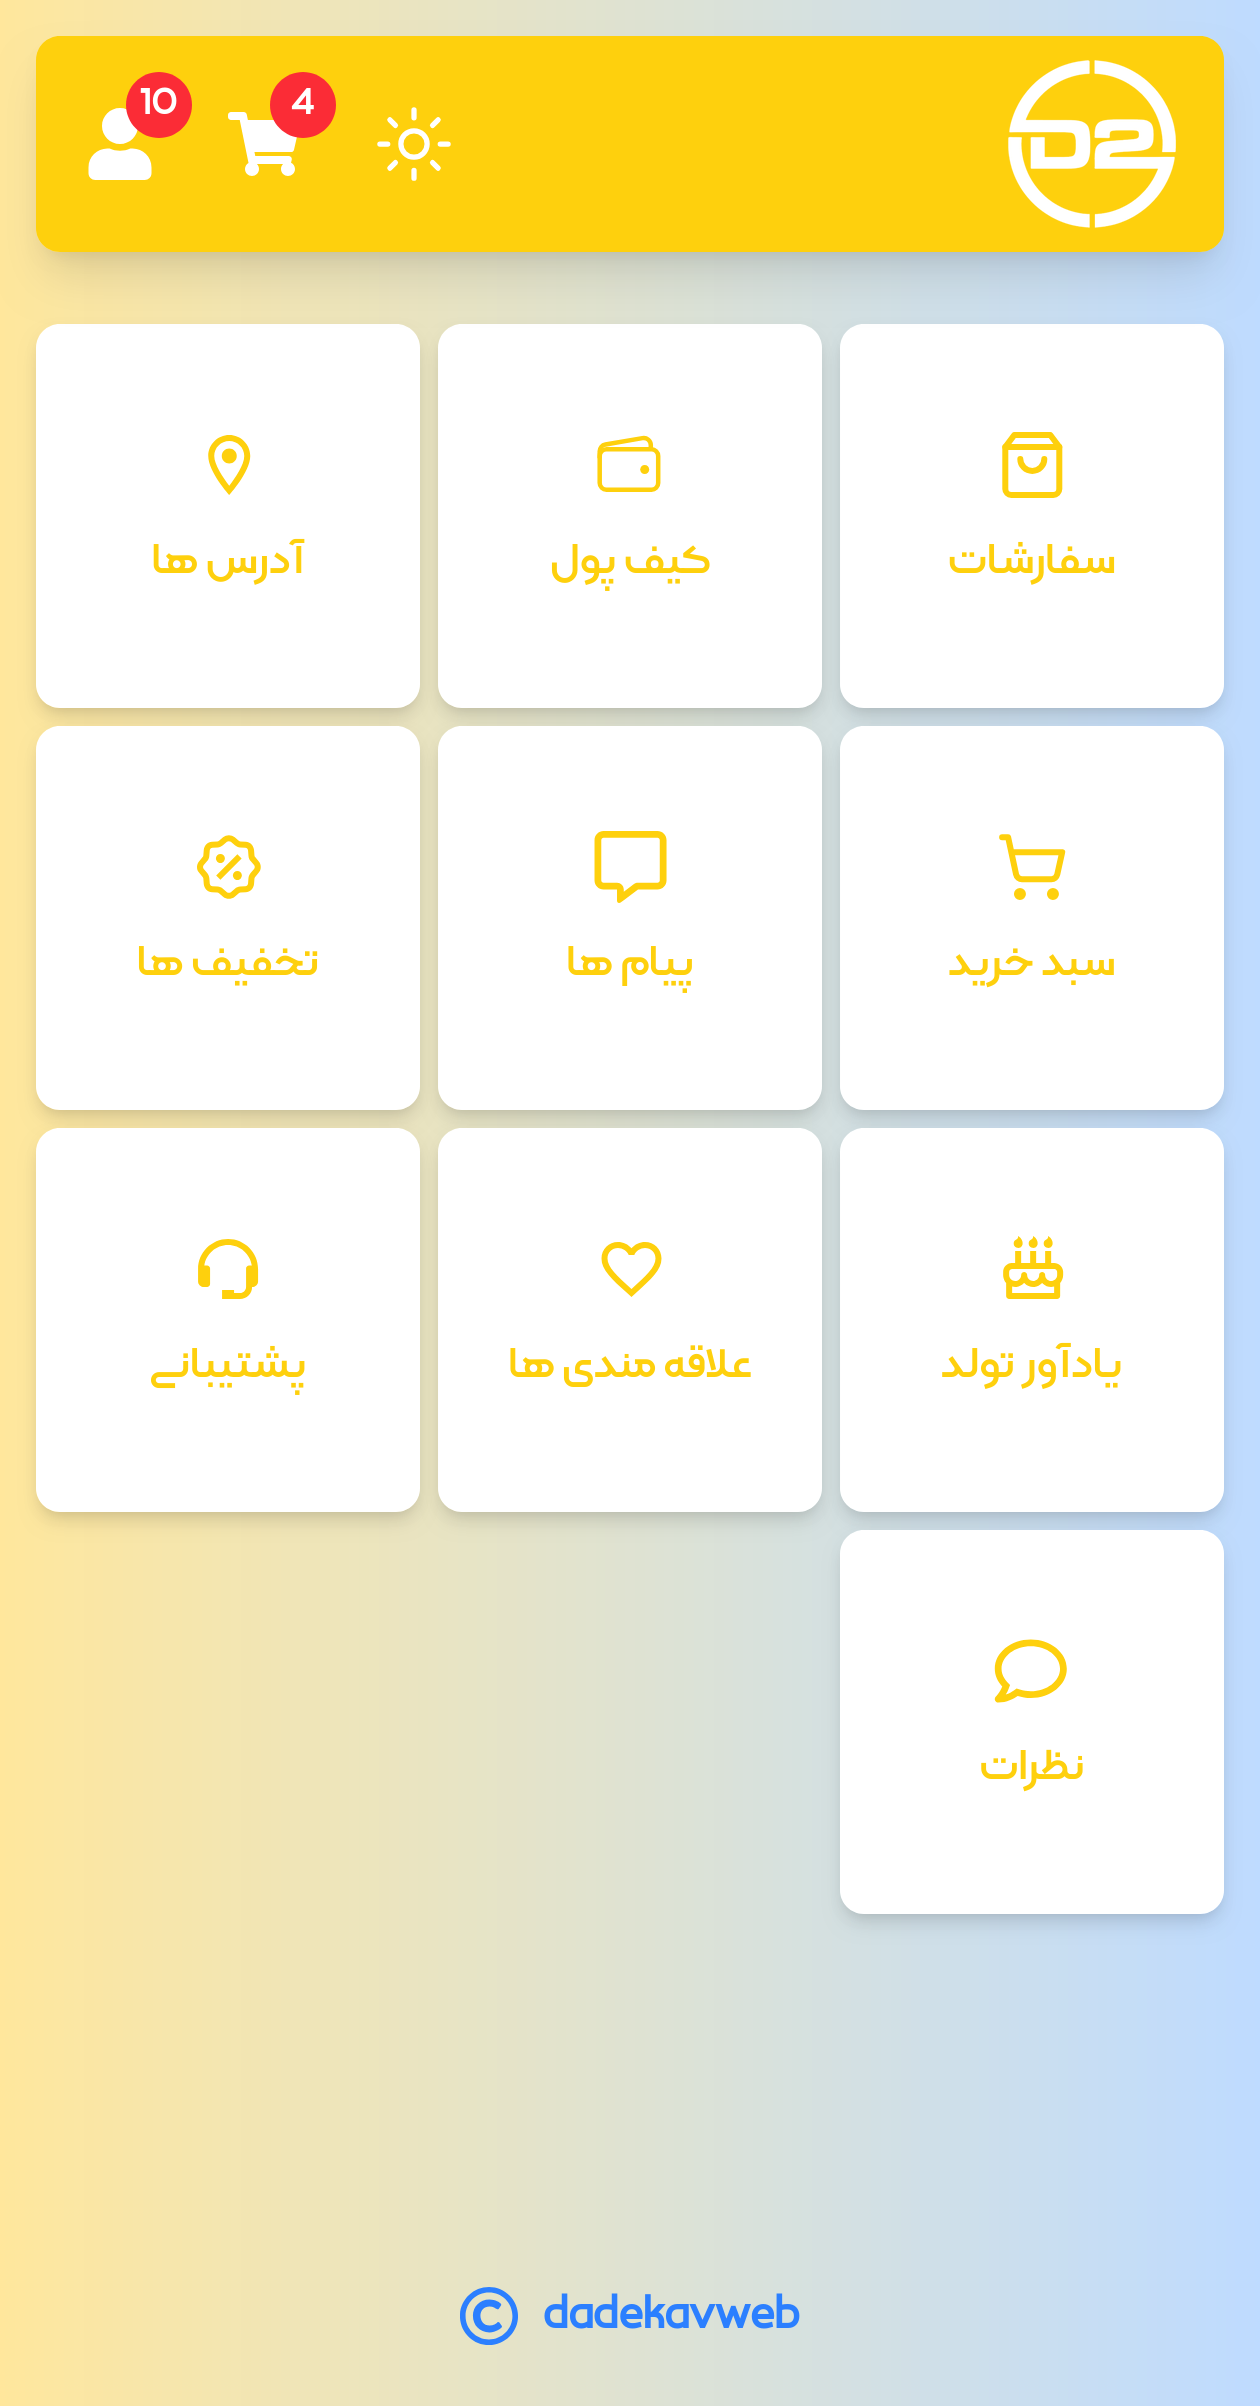 D2
4
10
سفارشات
کیف پول
آدرس ها
سبد خرید
پیام ها
تخفیف ها
یادآور تولد
علاقه مندی ها
پشتیبانی
نظرات
© dadekavweb